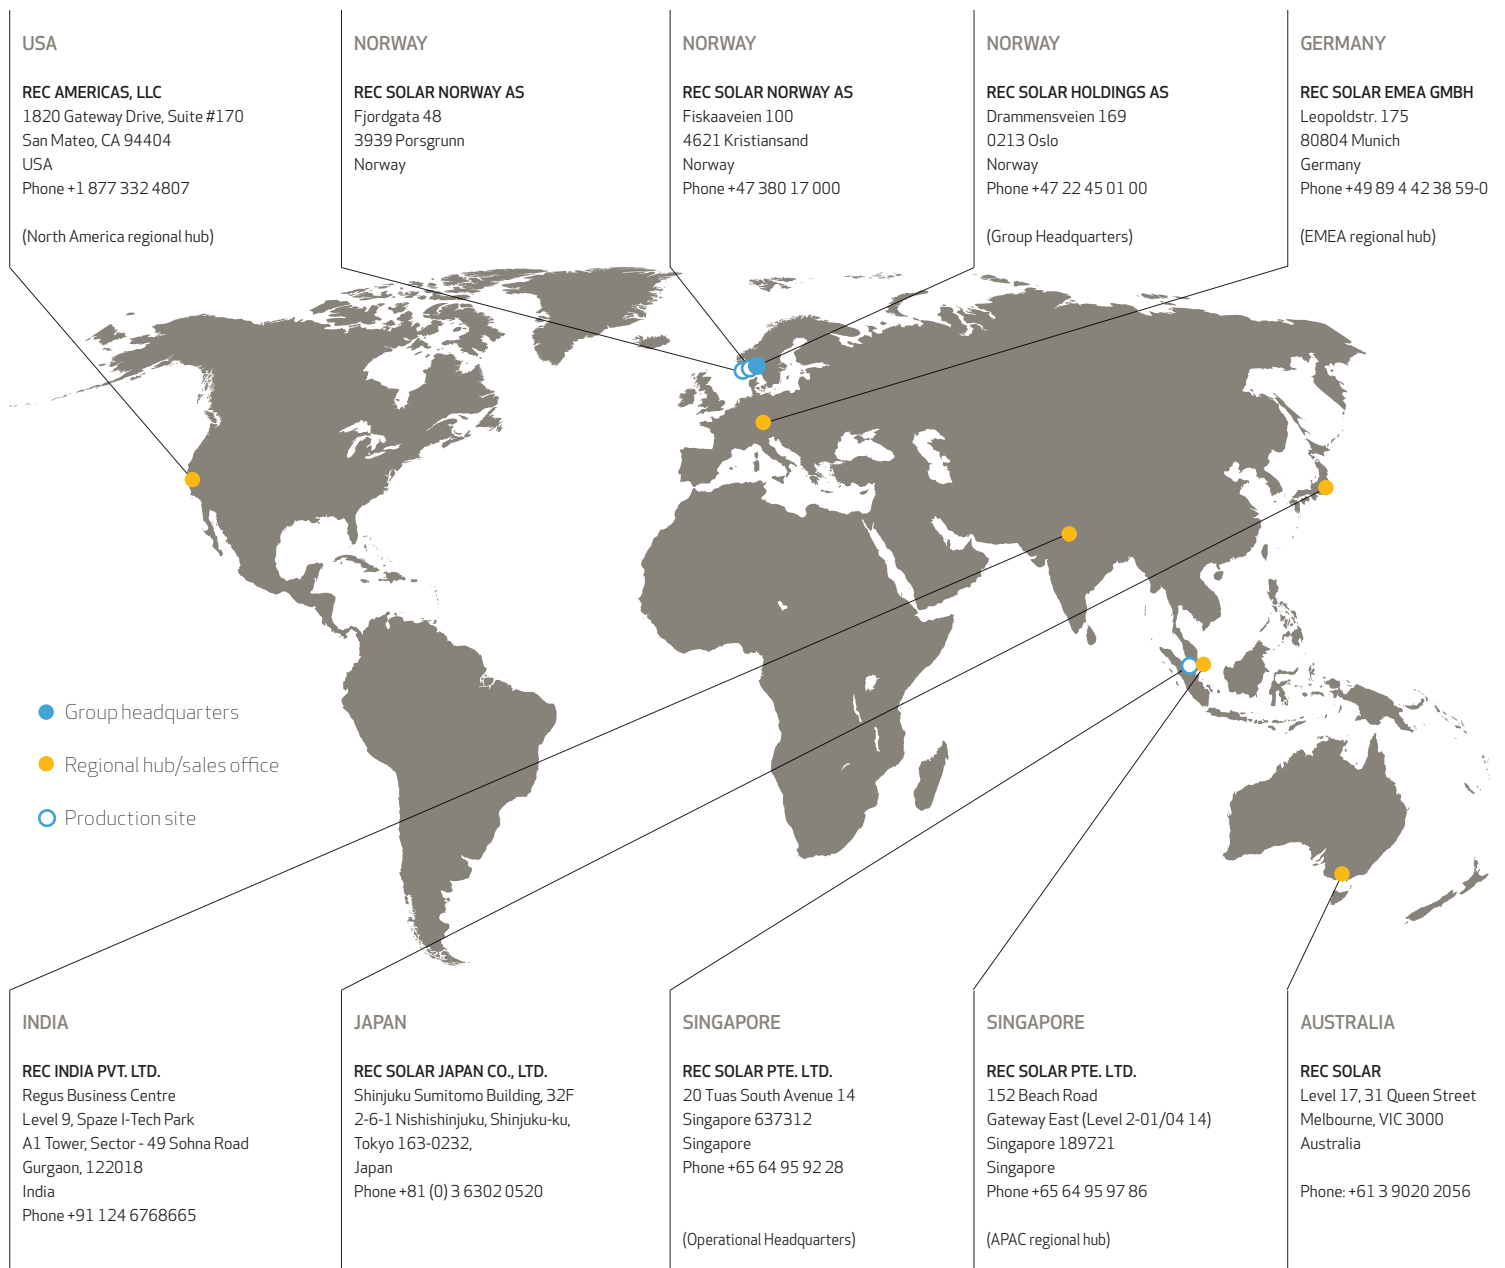 USA
REC AMERICAS, LLC
1820 Gateway Drive, Suite #170
San Mateo, CA 94404
USA
Phone +1 877 332 4807
(North America regional hub)
NORWAY
REC SOLAR NORWAY AS
Fjordgata 48
3939 Porsgrunn
Norway
NORWAY
REC SOLAR NORWAY AS
Fiskaaveien 100
4621 Kristiansand
Norway
Phone +47 380 17 000
NORWAY
REC SOLAR HOLDINGS AS
Drammensveien 169
0213 Oslo
Norway
Phone +47 22 45 01 00
(Group Headquarters)
GERMANY
REC SOLAR EMEA GMBH
Leopoldstr. 175
80804 Munich
Germany
Phone +49 89 4 42 38 59-0
(EMEA regional hub)
Group headquarters
Regional hub/sales office
Production site
INDIA
REC INDIA PVT. LTD.
Regus Business Centre
Level 9, Spaze I-Tech Park
A1 Tower, Sector - 49 Sohna Road
Gurgaon, 122018
India
Phone +91 124 6768665
JAPAN
REC SOLAR JAPAN CO., LTD.
Shinjuku Sumitomo Building, 32F
2-6-1 Nishishinjuku, Shinjuku-ku,
Tokyo 163-0232,
Japan
Phone +81 (0) 3 6302 0520
SINGAPORE
REC SOLAR PTE. LTD.
20 Tuas South Avenue 14
Singapore 637312
Singapore
Phone +65 64 95 92 28
(Operational Headquarters)
SINGAPORE
REC SOLAR PTE. LTD.
152 Beach Road
Gateway East (Level 2-01/04 14)
Singapore 189721
Singapore
Phone +65 64 95 97 86
(APAC regional hub)
AUSTRALIA
REC SOLAR
Level 17, 31 Queen Street
Melbourne, VIC 3000
Australia
Phone: +61 3 9020 2056